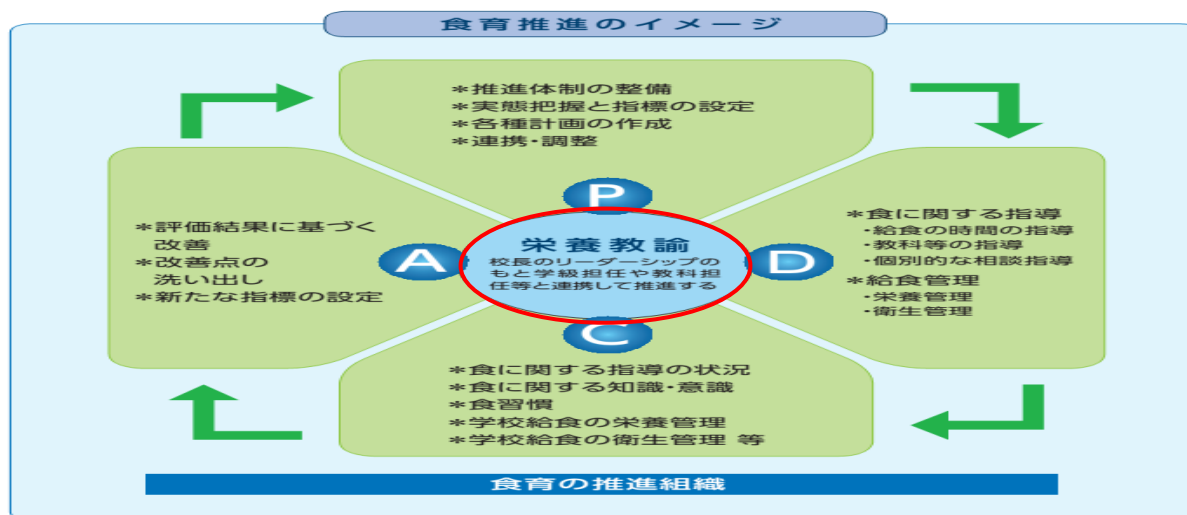 食育推進のイメージ
＊推進体制の整備
＊実態把握と指標の設定
＊各種計画の作成
＊連携・調整
P
＊評価結果に基づく
改善
＊改善点の
洗い出し
＊新たな指標の設定
A
栄養教諭
校長のリーダーシップの
もと学級担任や教科担
任等と連携して推進する
D
＊食に関する指導
・給食の時間の指導
・教科等の指導
・個別的な相談指導
＊給食管理
・栄養管理
・衛生管理
C
＊食に関する指導の状況
＊食に関する知識・意識
＊食習慣
＊学校給食の栄養管理
＊学校給食の衛生管理 等
食育の推進組織